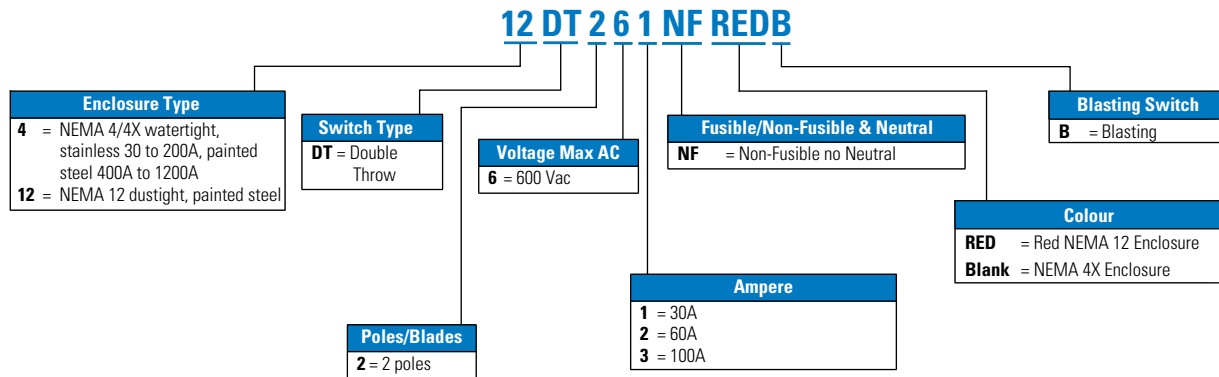 12 DT 2 6 1 NF REDB
Enclosure Type
4 = NEMA 4/4X watertight,
stainless 30 to 200A, painted
steel 400A to 1200A
12 = NEMA 12 dustight, painted steel
Switch Type
DT = Double
Throw
Voltage Max AC
6 = 600 Vac
Fusible/Non-Fusible & Neutral
NF = Non-Fusible no Neutral
Blasting Switch
B = Blasting
Colour
RED = Red NEMA 12 Enclosure
Blank = NEMA 4X Enclosure
Ampere
1 = 30A
2 = 60A
3 = 100A
Poles/Blades
2 = 2 poles